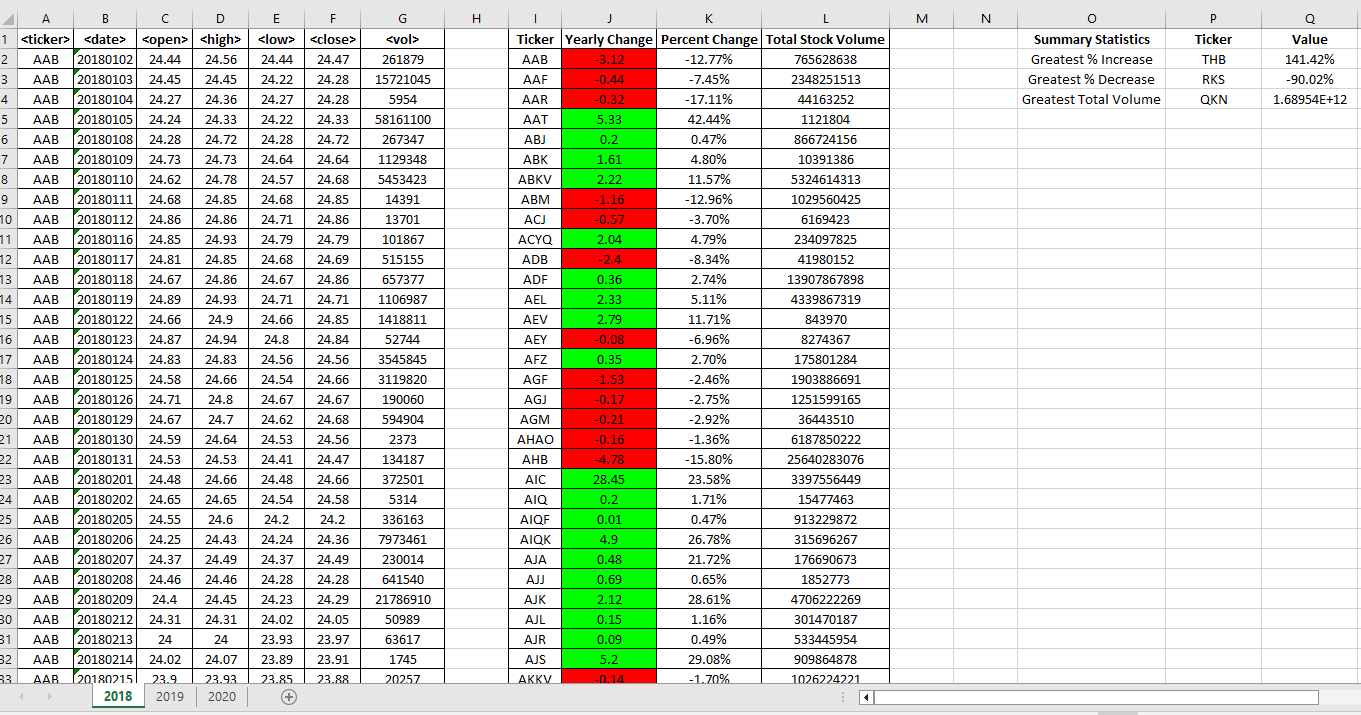 A B C D E F G H I J K L M N O P Q
1 <ticker> <date> <open> <high> <low> <close> <vol> Ticker Yearly Change Percent Change Total Stock Volume Summary Statistics Ticker Value
2 AAB 20180102 24.44 24.56 24.44 24.47 261879 AAB -3.12 -12.77% 765628638 Greatest % Increase THB 141.42%
3 AAB 20180103 24.45 24.45 24.22 24.28 15721045 AAF -0.44 -7.45% 2348251513 Greatest % Decrease RKS -90.02%
4 AAB 20180104 24.27 24.36 24.27 24.28 5954 AAR -0.32 -17.11% 44163252 Greatest Total Volume QKN 1.68954E+12
5 AAB 20180105 24.24 24.33 24.22 24.33 58161100 AAT 5.33 42.44% 1121804
6 AAB 20180108 24.28 24.72 24.28 24.72 267347 ABJ 0.2 0.47% 866724156
7 AAB 20180109 24.73 24.73 24.64 24.64 1129348 ABK 1.61 4.80% 10391386
8 AAB 20180110 24.62 24.78 24.57 24.68 5453423 ABKV 2.22 11.57% 5324614313
9 AAB 20180111 24.68 24.85 24.68 24.85 14391 ABM -1.16 -12.96% 1029560425
10 AAB 20180112 24.86 24.86 24.71 24.86 13701 ACJ -0.57 -3.70% 6169423
11 AAB 20180116 24.85 24.93 24.79 24.79 101867 ACYQ 2.04 4.79% 234097825
12 AAB 20180117 24.81 24.85 24.68 24.69 515155 ADB -2.4 -8.34% 41980152
13 AAB 20180118 24.67 24.86 24.67 24.86 657377 ADF 0.36 2.74% 13907867898
14 AAB 20180119 24.89 24.93 24.71 24.71 1106987 AEL 2.33 5.11% 4339867319
15 AAB 20180122 24.66 24.9 24.66 24.85 1418811 AEV 2.79 11.71% 843970
16 AAB 20180123 24.87 24.94 24.8 24.84 52744 AEY -0.08 -6.96% 8274367
17 AAB 20180124 24.83 24.83 24.56 24.56 3545845 AFZ 0.35 2.70% 175801284
18 AAB 20180125 24.58 24.66 24.54 24.66 3119820 AGF -1.53 -2.46% 1903886691
19 AAB 20180126 24.71 24.8 24.67 24.67 190060 AGJ -0.17 -2.75% 1251599165
20 AAB 20180129 24.67 24.7 24.62 24.68 594904 AGM -0.21 -2.92% 36443510
21 AAB 20180130 24.59 24.64 24.53 24.56 2373 AHAO -0.16 -1.36% 6187850222
22 AAB 20180131 24.53 24.53 24.41 24.47 134187 AHB -4.78 -15.80% 25640283076
23 AAB 20180201 24.48 24.66 24.48 24.66 372501 AIC 28.45 23.58% 3397556449
24 AAB 20180202 24.65 24.65 24.54 24.58 5314 AIQ 0.2 1.71% 15477463
25 AAB 20180205 24.55 24.6 24.2 24.2 336163 AIQF 0.01 0.47% 913229872
26 AAB 20180206 24.25 24.43 24.24 24.36 7973461 AIQK 4.9 26.78% 315696267
27 AAB 20180207 24.37 24.49 24.37 24.49 230014 AJA 0.48 21.72% 176690673
28 AAB 20180208 24.46 24.46 24.28 24.28 641540 AJJ 0.69 0.65% 1852773
29 AAB 20180209 24.4 24.45 24.23 24.29 21786910 AJK 2.12 28.61% 4706222269
30 AAB 20180212 24.31 24.31 24.02 24.05 50989 AJL 0.15 1.16% 301470187
31 AAB 20180213 24 24 23.93 23.97 63617 AJR 0.09 0.49% 533445954
32 AAB 20180214 24.02 24.07 23.89 23.91 1745 AJS 5.2 29.08% 909864878
33 AAB 20180215 23.9 23.93 23.85 23.88 20257 AKKV -0.14 -1.70% 1026224221
2018 2019 2020